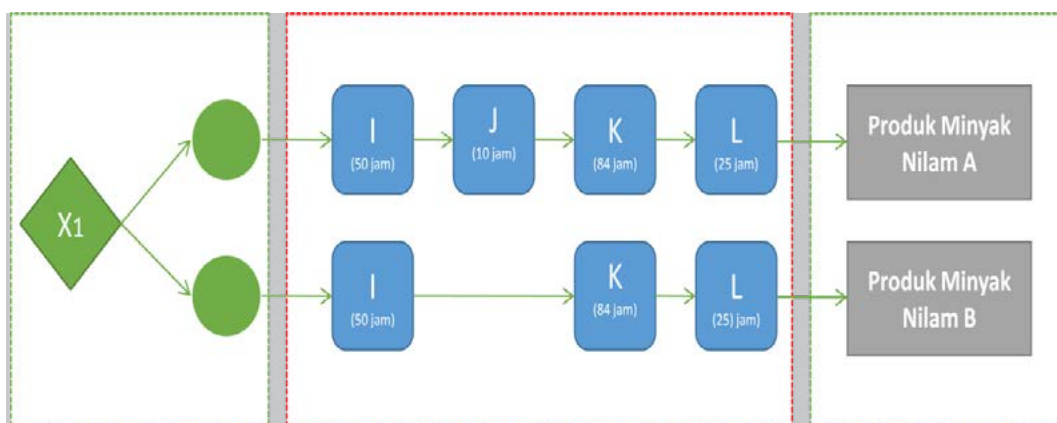 X1
I
(50 jam)
J
(10 jam)
K
(84 jam)
L
(25 jam)
Produk Minyak
Nilam A
I
(50 jam)
K
(84 jam)
L
(25) jam)
Produk Minyak
Nilam B